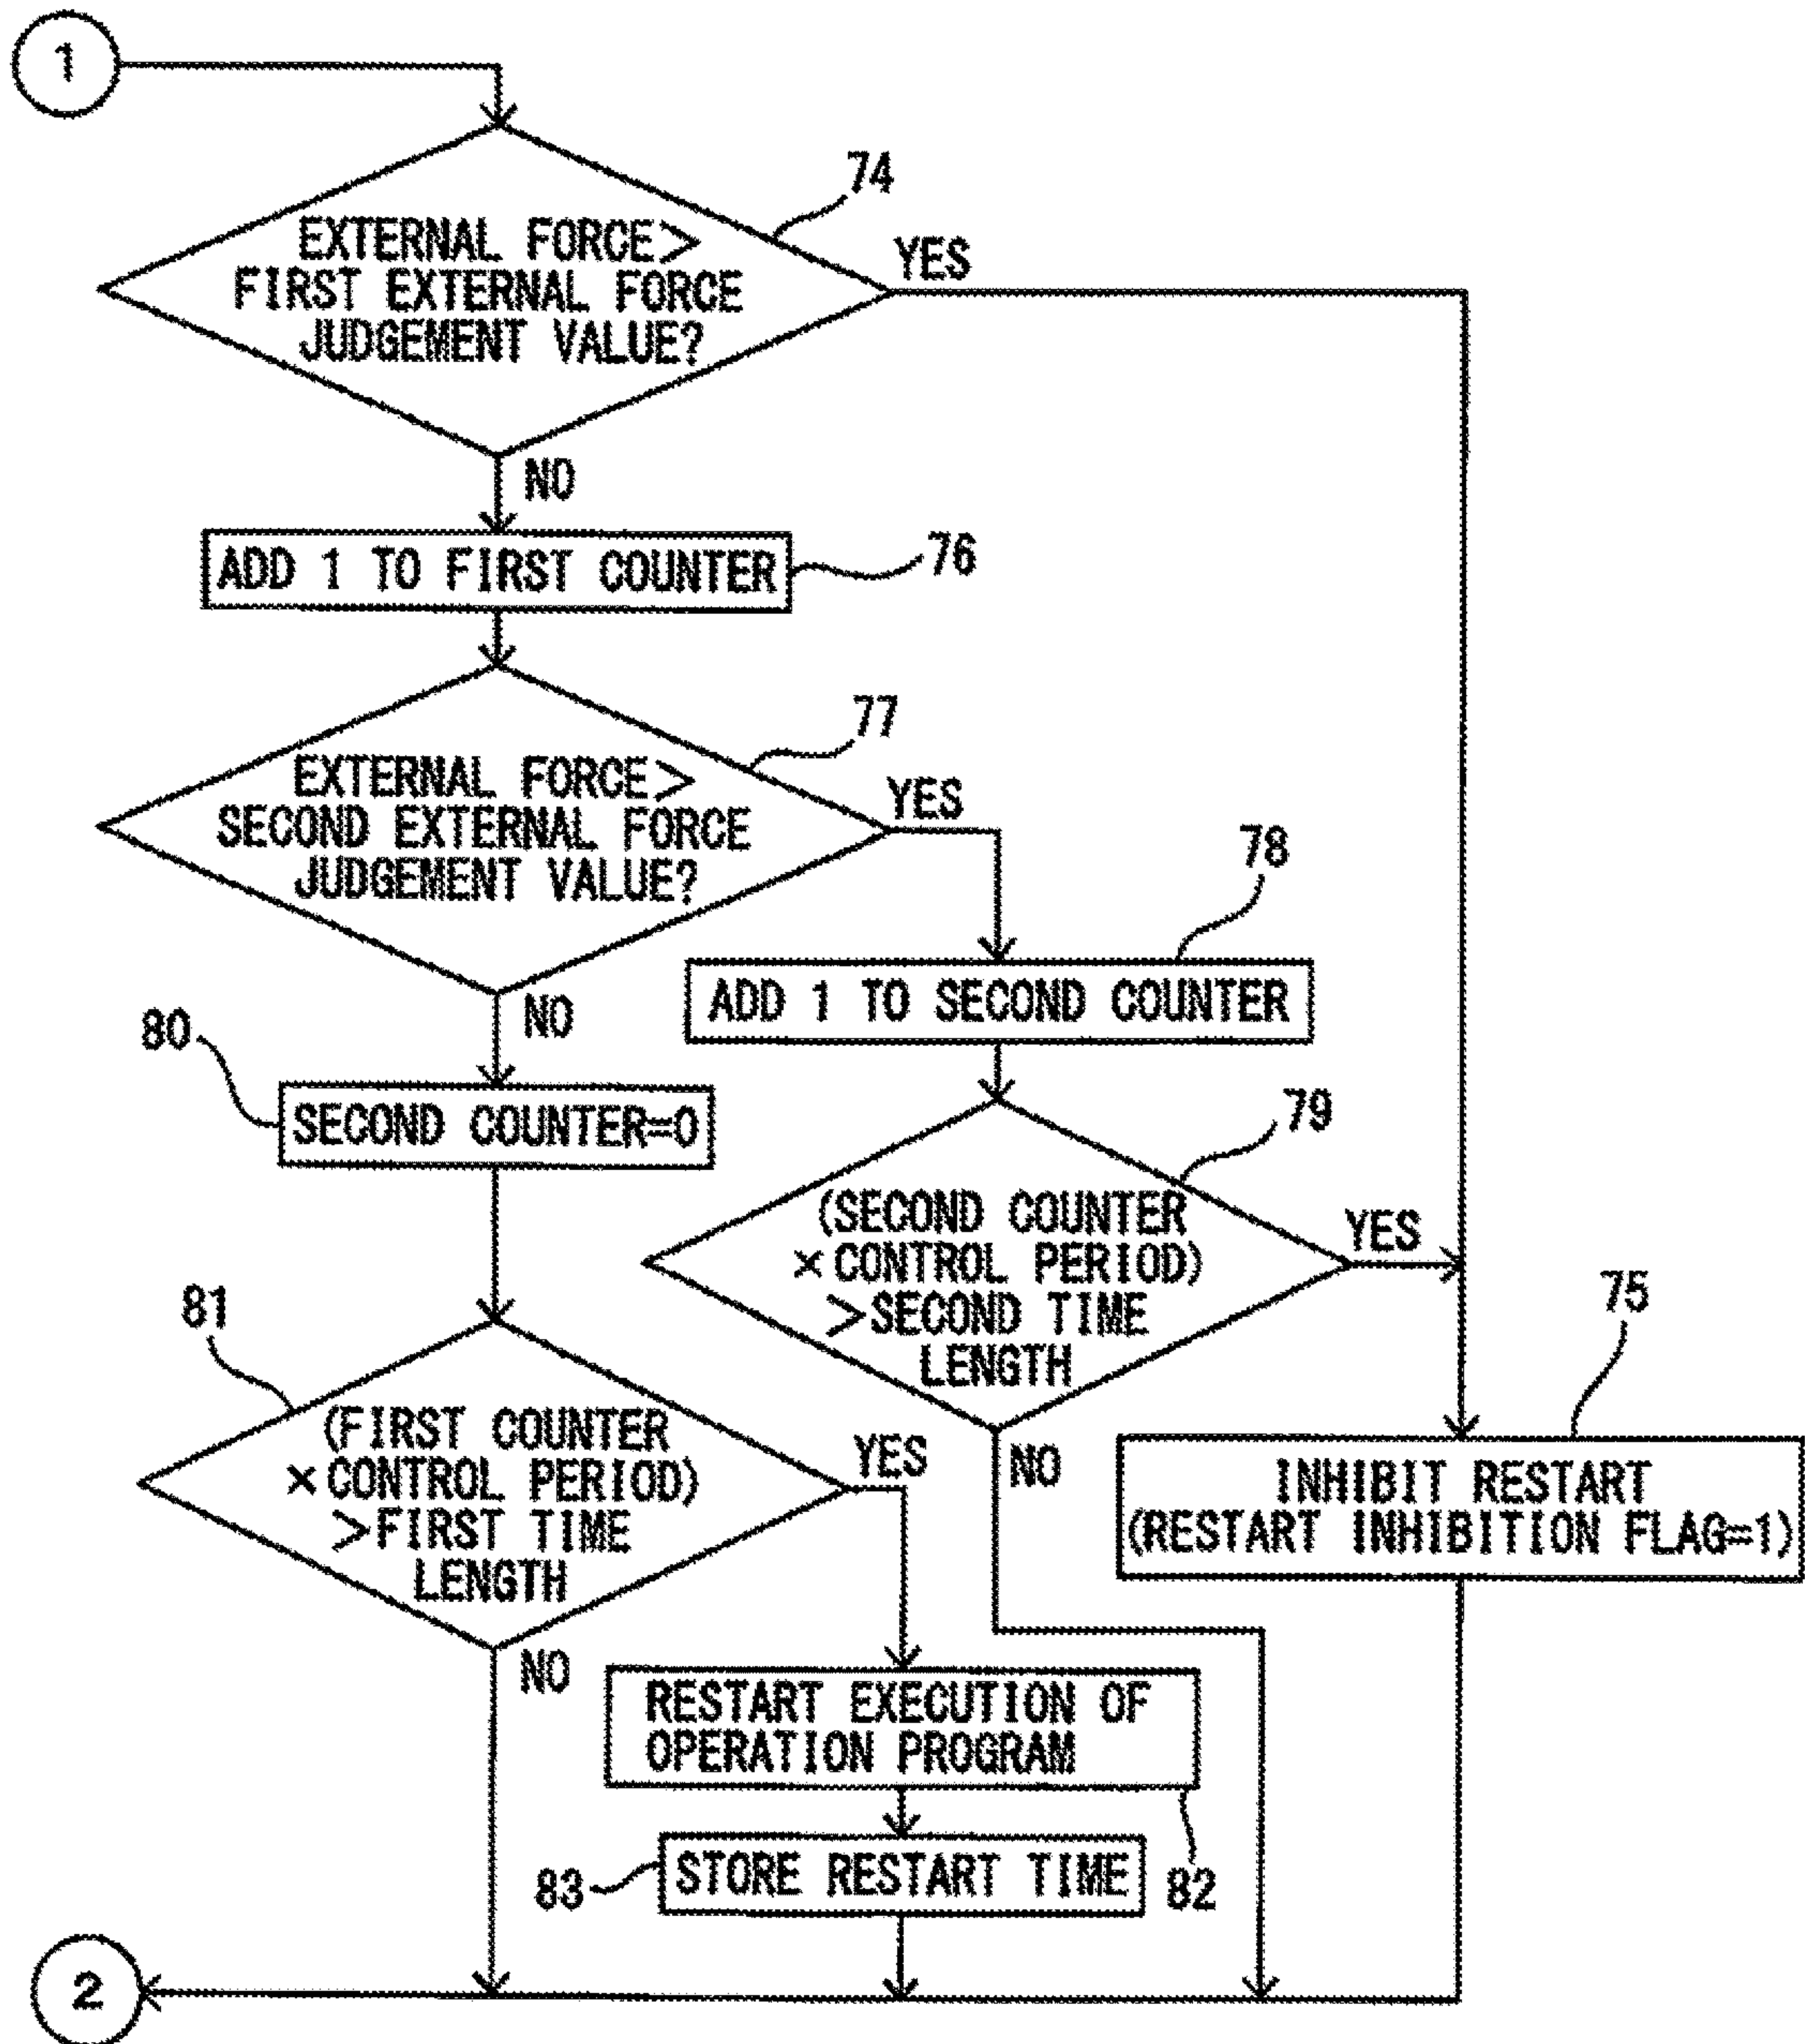 1
74
EXTERNAL FORCE>
FIRST EXTERNAL FORCE
JUDGEMENT VALUE?
YES
NO
ADD 1 TO FIRST COUNTER
76
77
EXTERNAL FORCE>
SECOND EXTERNAL FORCE
JUDGEMENT VALUE?
YES
78
NO
ADD 1 TO SECOND COUNTER
80
SECOND COUNTER=0
79
(SECOND COUNTER
×CONTROL PERIOD)
>SECOND TIME
LENGTH
YES
75
81
(FIRST COUNTER
×CONTROL PERIOD)
>FIRST TIME
LENGTH
YES
NO
INHIBIT RESTART
(RESTART INHIBITION FLAG=1)
NO
RESTART EXECUTION OF
OPERATION PROGRAM
83
STORE RESTART TIME
82
2